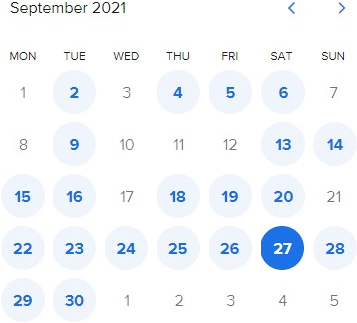 September 2021
MON TUE WED THU FRI SAT SUN
1 2 3 4 5 6 7
8 9 10 11 12 13 14
15 16 17 18 19 20 21
22 23 24 25 26 27 28
29 30 1 2 3 4 5